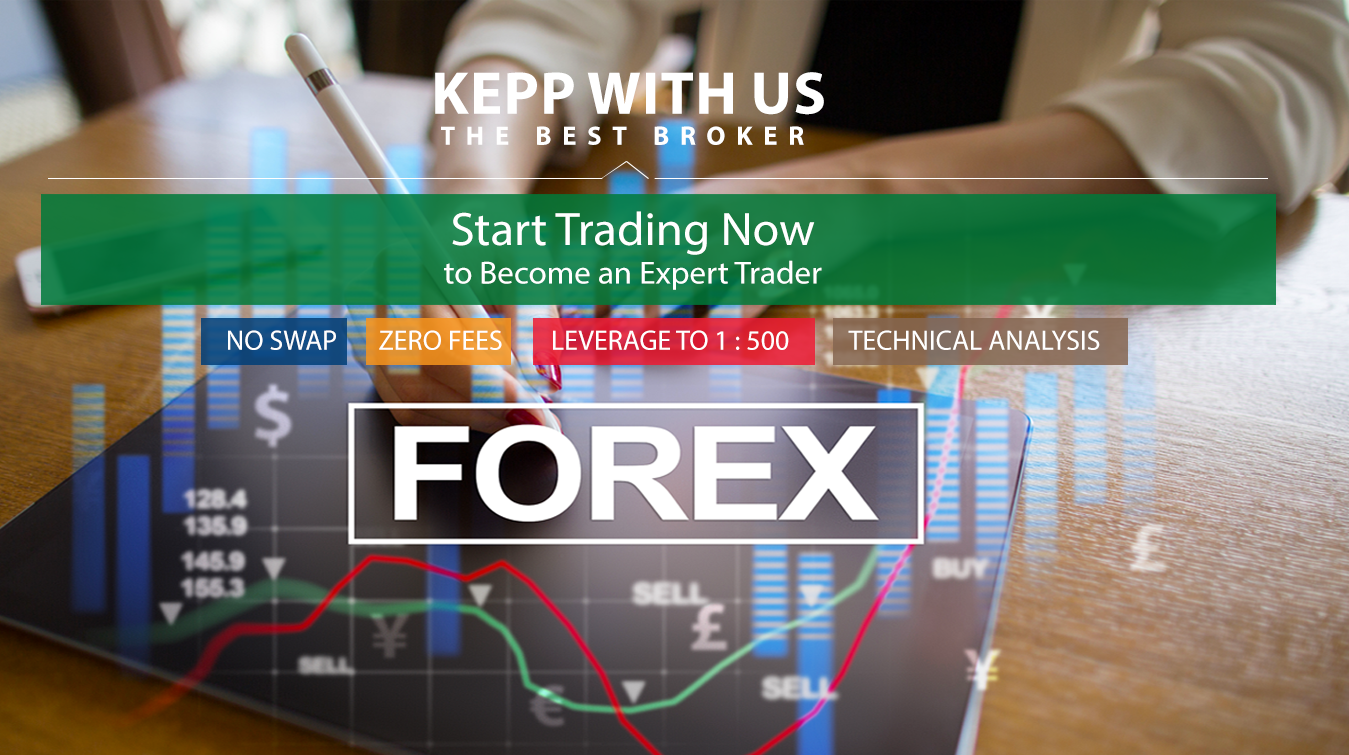 KEPP WITH US
THE BEST BROKER
Start Trading Now
to Become an Expert Trader
NO SWAP
ZERO FEES
LEVERAGE TO 1 : 500
TECHNICAL ANALYSIS
$
FOREX
128.4
135.9
145.9
155.3
BUY
£
SELL
£
¥
SELL
¥
SELL
€